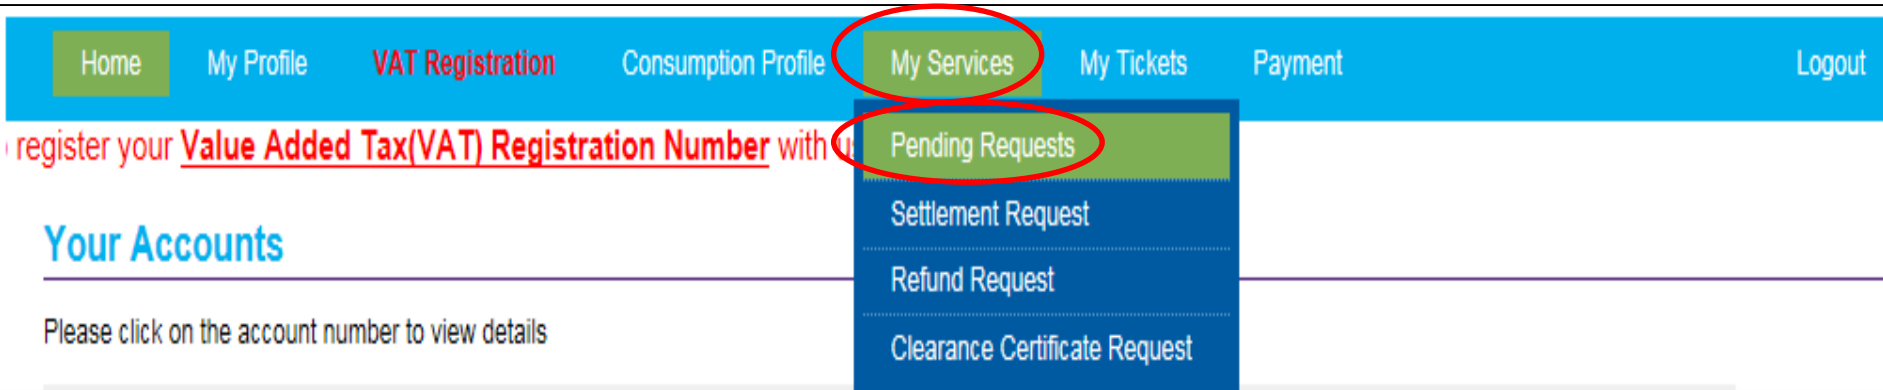 Home My Profile VAT Registration Consumption Profile My Services My Tickets Payment Logout
register your Value Added Tax(VAT) Registration Number with
Pending Requests
Settlement Request
Refund Request
Clearance Certificate Request
Your Accounts
Please click on the account number to view details